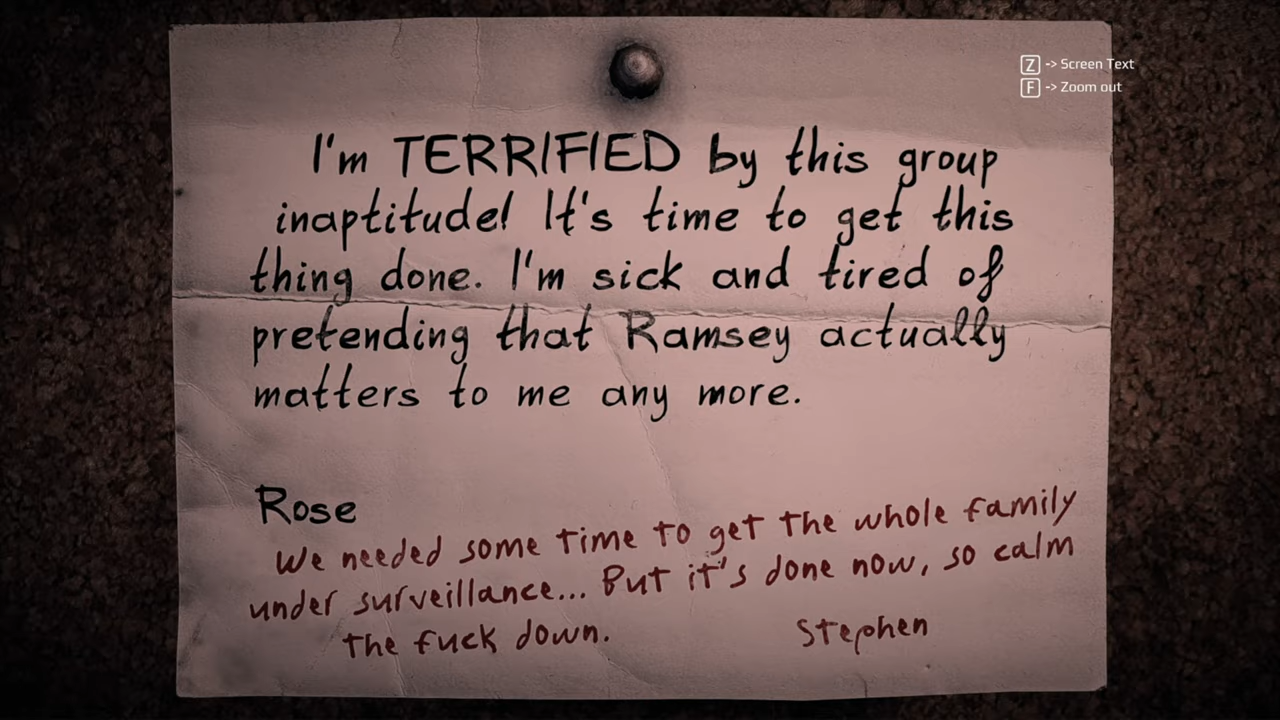 Z -> Screen Text
F -> Zoom out
I'm TERRIFIED by this group
inaptitude! It's time to get this
thing done. I'm sick and tired of
pretending that Ramsey actually
matters to me any more.
Rose
We needed some time to get the whole family
under surveillance... But it's done now, so calm
the fuck down.
Stephen